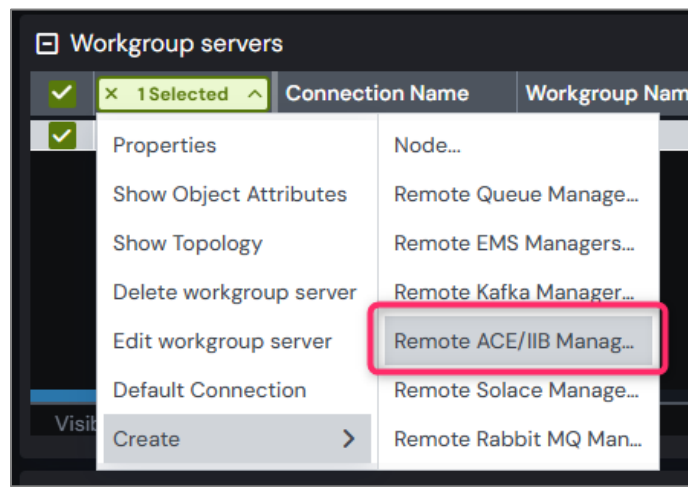 Workgroup servers
× 1 Selected Connection Name Workgroup Nam
Properties
Show Object Attributes
Show Topology
Delete workgroup server
Edit workgroup server
Default Connection
Create
Node...
Remote Queue Manage...
Remote EMS Managers...
Remote Kafka Manager...
Remote ACE/IIB Manag...
Remote Solace Manage...
Remote Rabbit MQ Man...
Visib